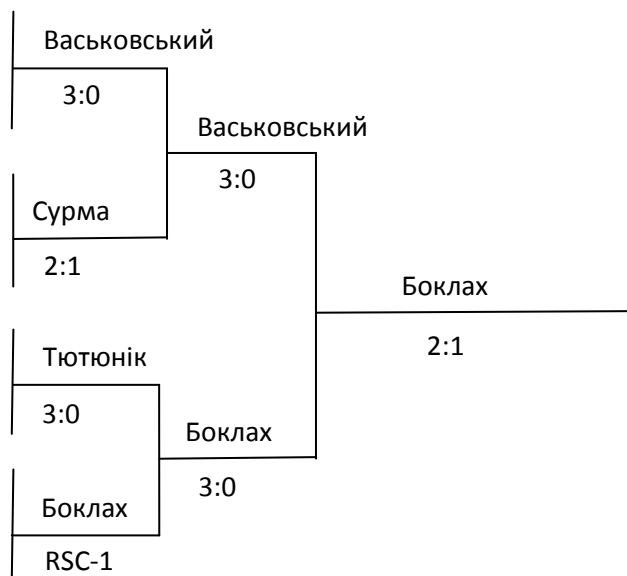 Васьковський
3:0
Васьковський
3:0
Сурма
2:1
Боклах
2:1
Тютюнік
3:0
Боклах
3:0
Боклах
RSC-1